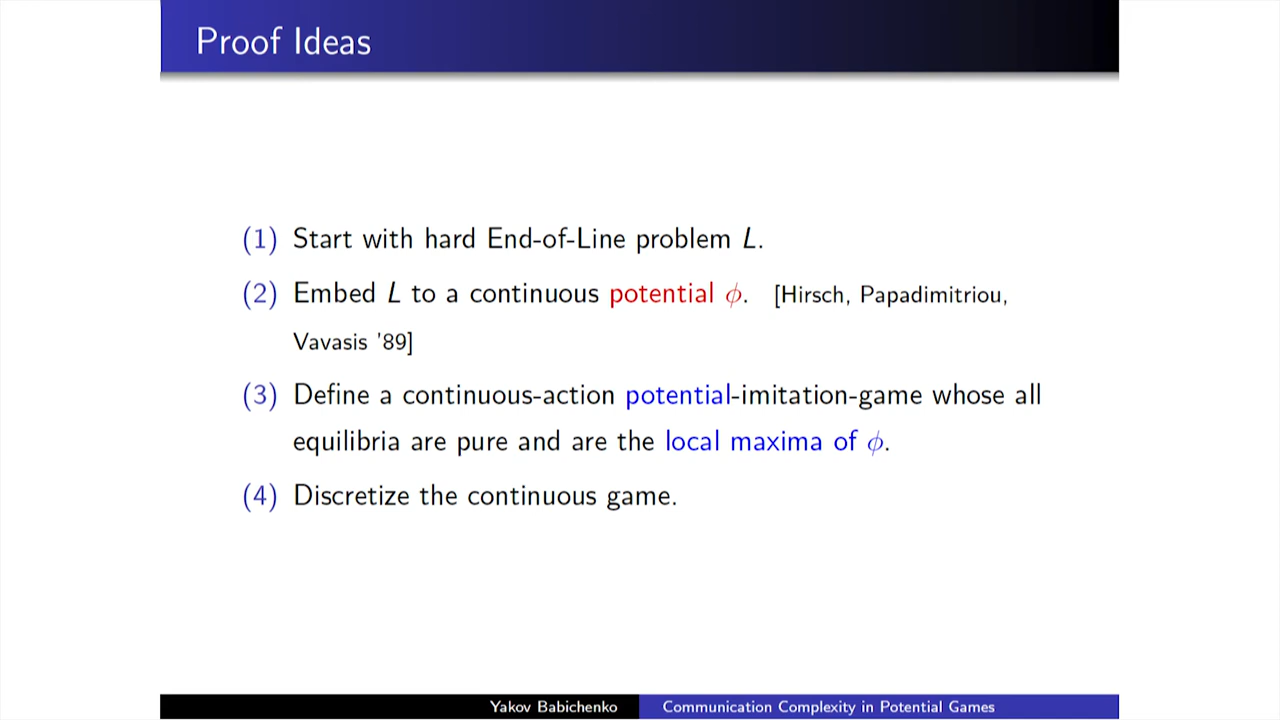 Proof Ideas
(1) Start with hard End-of-Line problem L.
(2) Embed L to a continuous potential ϕ. [Hirsch, Papadimitriou,
Vavasis '89]
(3) Define a continuous-action potential-imitation-game whose all
equilibria are pure and are the local maxima of ϕ.
(4) Discretize the continuous game.
Yakov Babichenko Communication Complexity in Potential Games